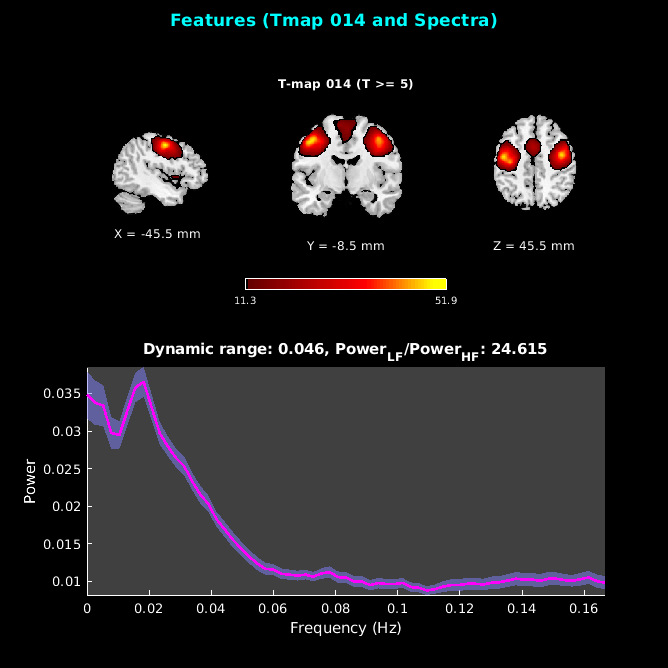 Features (Tmap 014 and Spectra)
T-map 014 (T >= 5)
X = -45.5 mm
Y = -8.5 mm
Z = 45.5 mm
11.3
51.9
Dynamic range: 0.046, PowerLF/PowerHF: 24.615
0.035
0.03
0.025
0.02
0.015
0.01
Power
0
0.02
0.04
0.06
0.08
0.1
0.12
0.14
0.16
Frequency (Hz)